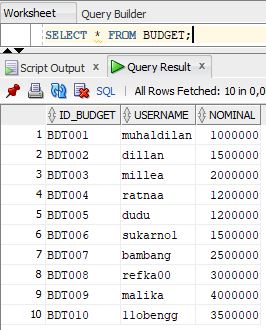 Worksheet Query Builder
SELECT * FROM BUDGET;
Script Output x Query Result x
SQL | All Rows Fetched: 10 in 0,0
ID_BUDGET USERNAME NOMINAL
1 BDT001 muhaldilan 1000000
2 BDT002 dillan 1500000
3 BDT003 millea 2000000
4 BDT004 ratnaa 1200000
5 BDT005 dudu 1200000
6 BDT006 sukarno1 1500000
7 BDT007 bambang 2500000
8 BDT008 refka00 3000000
9 BDT009 malika 4000000
10 BDT010 llobengg 3500000